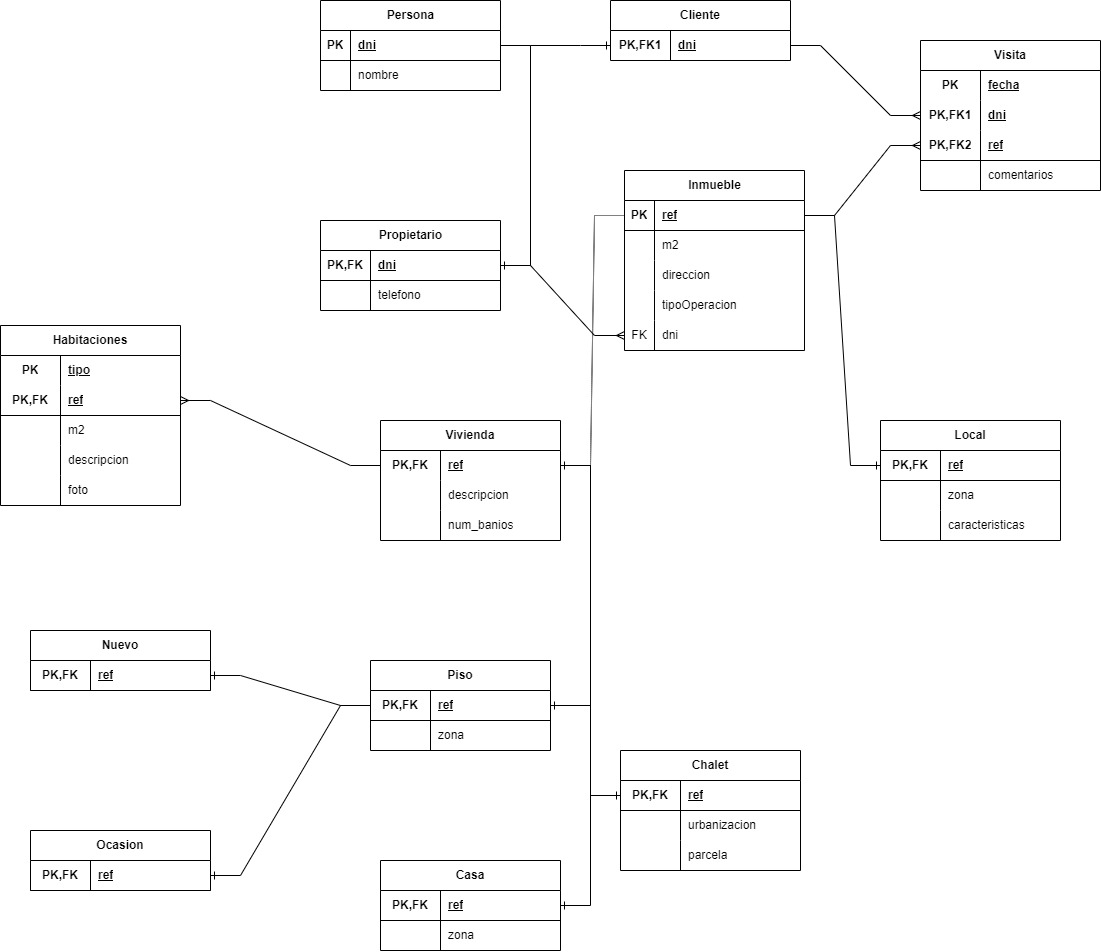 Persona
PK dni
nombre
Cliente
PK,FK1 dni
Visita
PK fecha
PK,FK1 dni
PK,FK2 ref
comentarios
Inmueble
PK ref
m2
direccion
tipoOperacion
FK dni
Propietario
PK,FK dni
telefono
Habitaciones
PK tipo
PK,FK ref
m2
descripcion
foto
Vivienda
PK,FK ref
descripcion
num_banios
Local
PK,FK ref
zona
caracteristicas
Nuevo
PK,FK ref
Piso
PK,FK ref
zona
Chalet
PK,FK ref
urbanizacion
parcela
Ocasion
PK,FK ref
Casa
PK,FK ref
zona